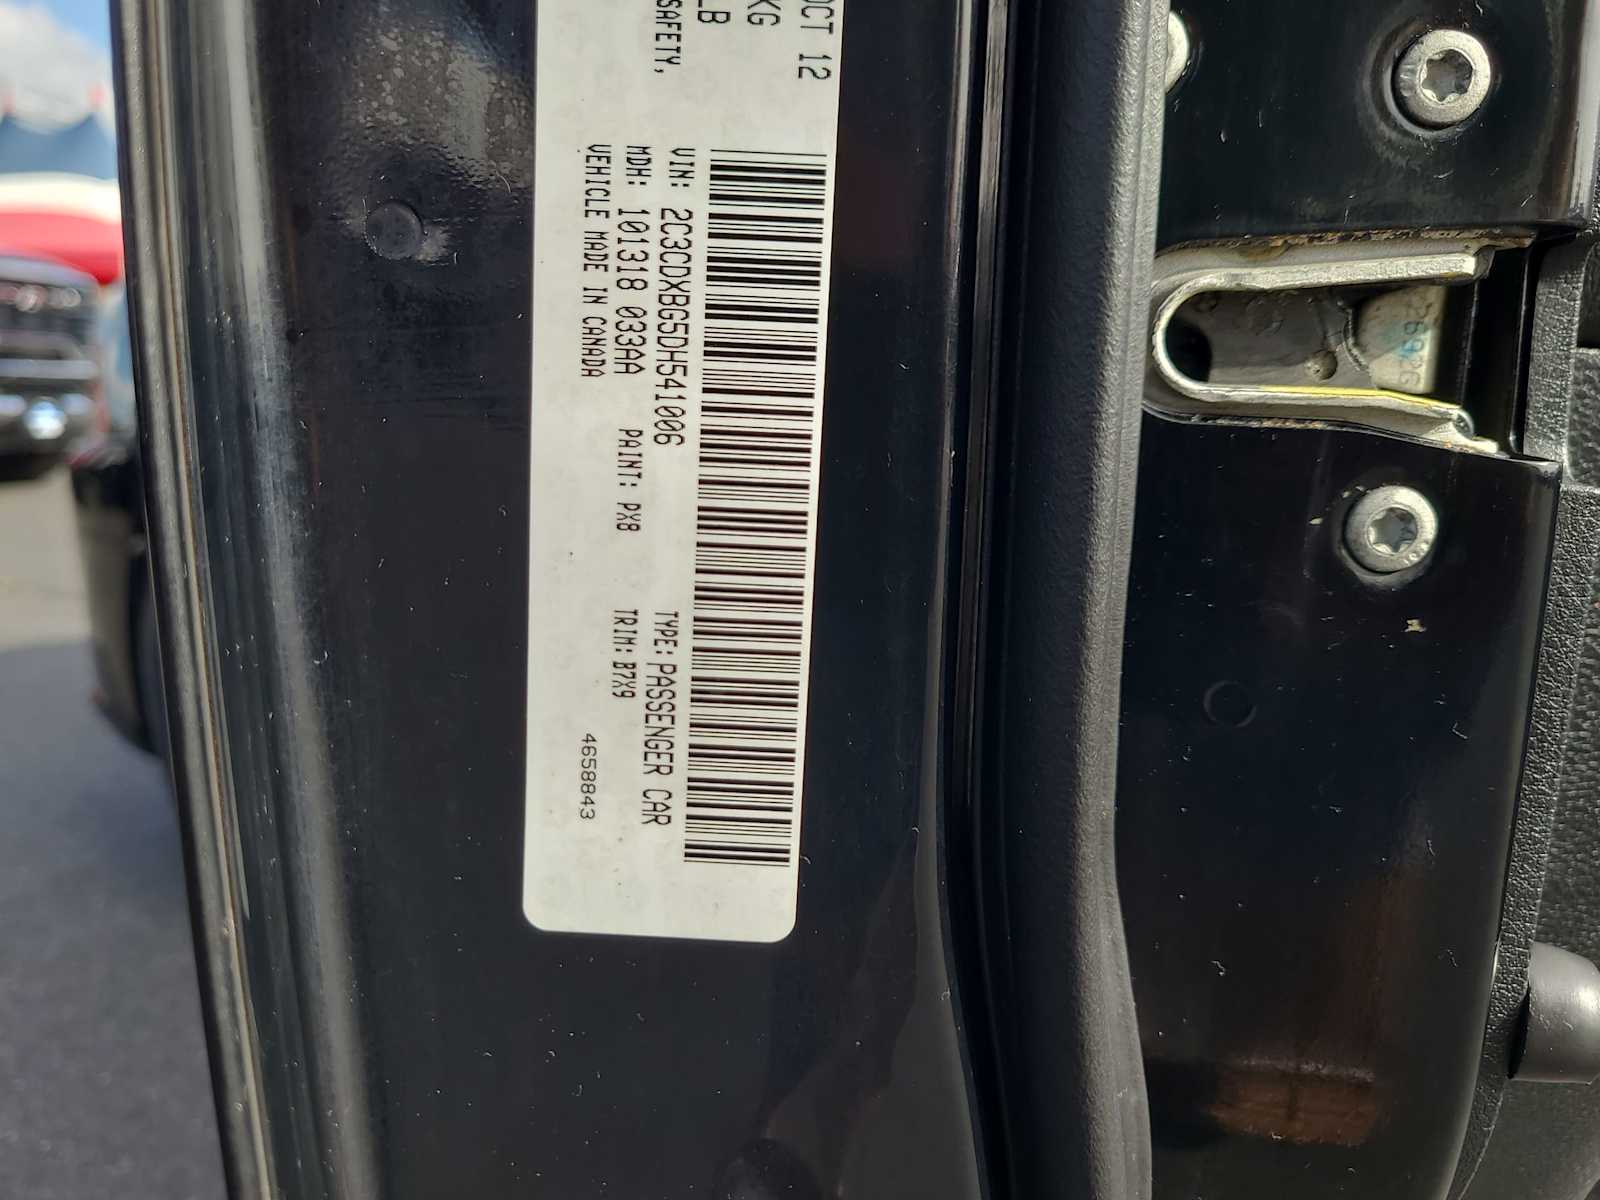 OCT 12
KG
LB
SAFETY,
VIN: 2C3CDXBG5DH541006
TYPE: PASSENGER CAR
MDH: 101318 033AA PAINT: PX8 TRIM: B7X9
VEHICLE MADE IN CANADA
4658843